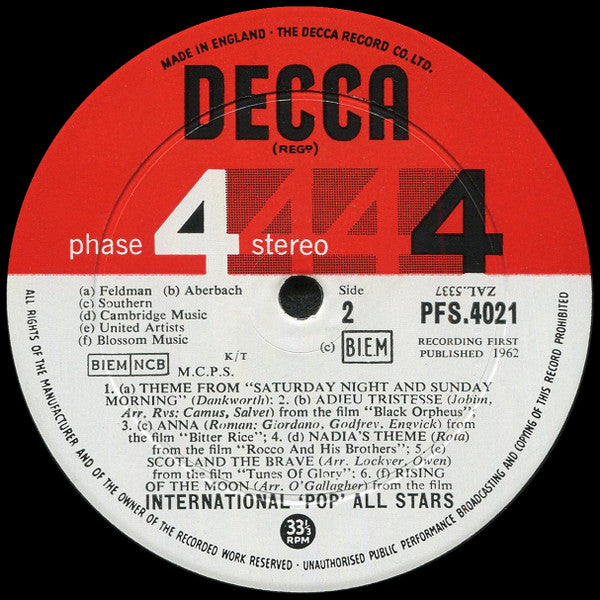 MADE IN ENGLAND · THE DECCA RECORD CO. LTD.
DECCA
(REGD)
phase 4 stereo 4 4 4
(a) Feldman (b) Aberbach
(c) Southern
(d) Cambridge Music
(e) United Artists
(f) Blossom Music
BIEM NCB
K/T
M.C.P.S.
Side
2
(c) BIEM
ZAL.5337
PFS.4021
RECORDING FIRST
PUBLISHED 1962
1. (a) THEME FROM "SATURDAY NIGHT AND SUNDAY
MORNING" (Dankworth); 2. (b) ADIEU TRISTESSE (Jobim,
Arr. Rvs: Camus, Salvet) from the film "Black Orpheus";
3. (c) ANNA (Roman; Giordano, Godfrey, Engvick) from the
film "Bitter Rice"; 4. (d) NADIA'S THEME (Rota)
from the film "Rocco And His Brothers"; 5. (e)
SCOTLAND THE BRAVE (Arr. Lockyer, Owen)
from the film "Tunes Of Glory"; 6. (f) RISING
OF THE MOON (Arr. O'Gallagher) from the film
INTERNATIONAL 'POP' ALL STARS
33⅓
RPM
ALL RIGHTS OF THE MANUFACTURER AND OF THE OWNER OF THE RECORDED WORK RESERVED · UNAUTHORISED PUBLIC PERFORMANCE BROADCASTING AND COPYING OF THIS RECORD PROHIBITED